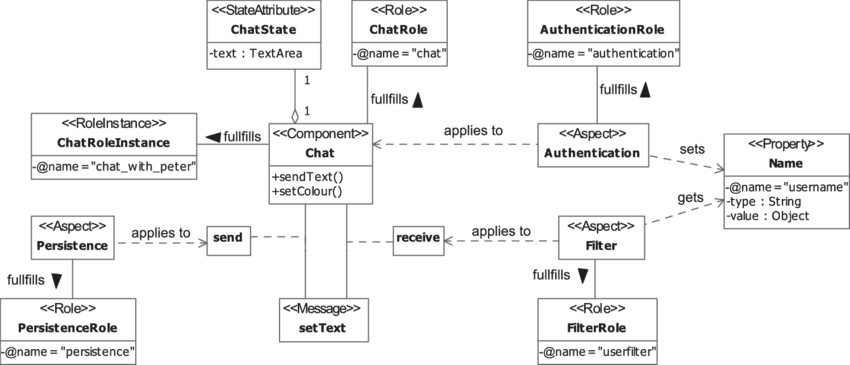 <<StateAttribute>>
ChatState
-text : TextArea
<<Role>>
ChatRole
-@name="chat"
<<Role>>
AuthenticationRole
-@name="authentication"
1
1
fullfills
fullfills
<<RoleInstance>>
ChatRoleInstance
-@name="chat_with_peter"
fullfills
<<Component>>
Chat
+sendText()
+setColour()
applies to
<<Aspect>>
Authentication
sets
<<Property>>
Name
-@name="username"
-type : String
-value : Object
gets
<<Aspect>>
Persistence
applies to
send
receive
applies to
<<Aspect>>
Filter
fullfills
fullfills
<<Role>>
PersistenceRole
-@name="persistence"
<<Message>>
setText
<<Role>>
FilterRole
-@name="userfilter"